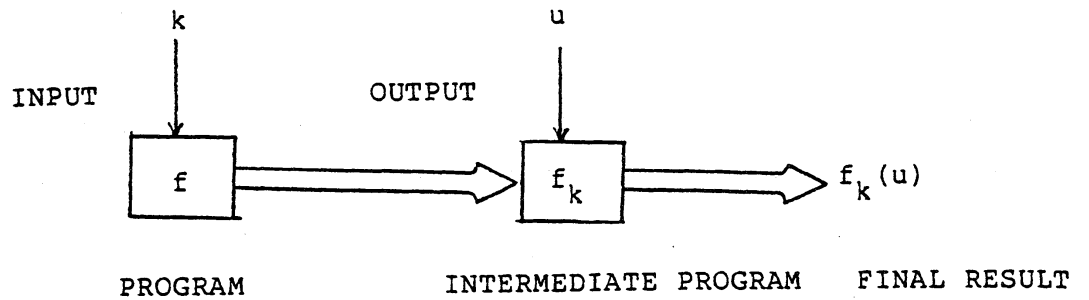 k u
INPUT OUTPUT
f f_k f_k(u)
PROGRAM INTERMEDIATE PROGRAM FINAL RESULT